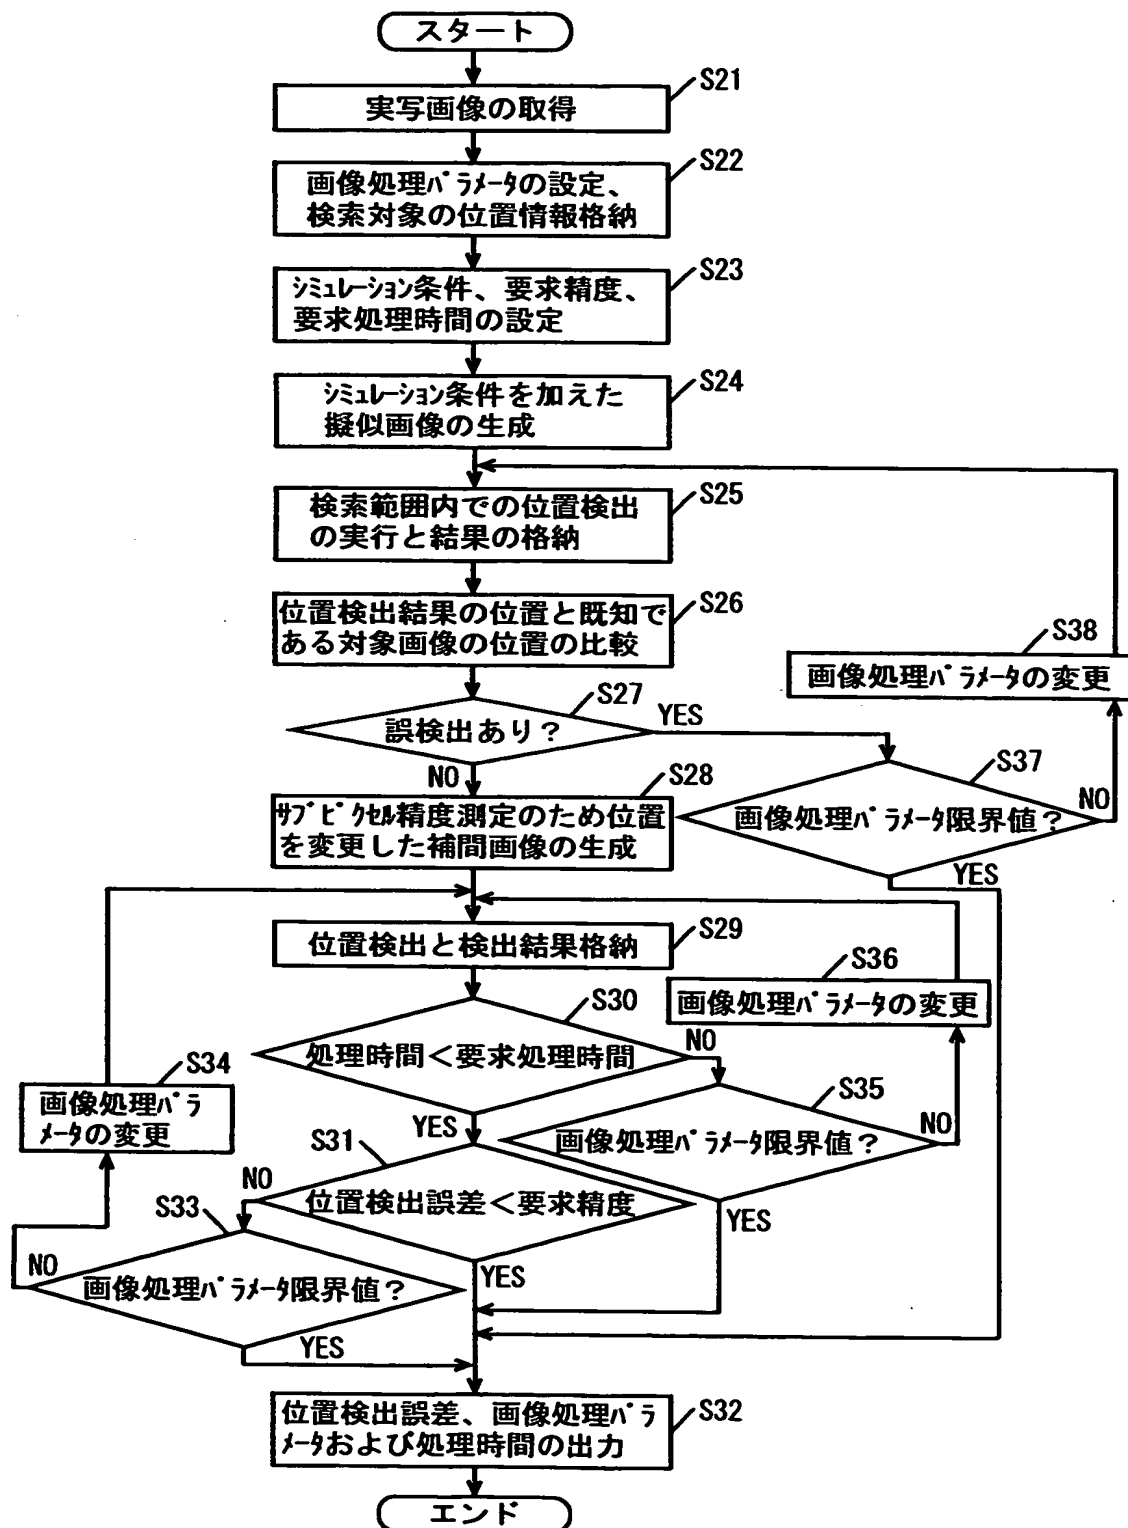 スタート
S21
実写画像の取得
S22
画像処理ﾊﾟﾗﾒｰﾀの設定、
検索対象の位置情報格納
S23
ｼﾐｭﾚｰｼｮﾝ条件、要求精度、
要求処理時間の設定
S24
ｼﾐｭﾚｰｼｮﾝ条件を加えた
擬似画像の生成
S25
検索範囲内での位置検出
の実行と結果の格納
S26
位置検出結果の位置と既知で
ある対象画像の位置の比較
S38
画像処理ﾊﾟﾗﾒｰﾀの変更
S27
誤検出あり？
YES
NO
S37
画像処理ﾊﾟﾗﾒｰﾀ限界値？
NO
YES
S28
ｻﾌﾞﾋﾟｸｾﾙ精度測定のため位置
を変更した補間画像の生成
S29
位置検出と検出結果格納
S36
画像処理ﾊﾟﾗﾒｰﾀの変更
S30
処理時間＜要求処理時間
NO
YES
S34
画像処理ﾊﾟﾗ
ﾒｰﾀの変更
S35
画像処理ﾊﾟﾗﾒｰﾀ限界値？
NO
YES
S31
位置検出誤差＜要求精度
NO
YES
S33
画像処理ﾊﾟﾗﾒｰﾀ限界値？
NO
YES
S32
位置検出誤差、画像処理ﾊﾟﾗ
ﾒｰﾀおよび処理時間の出力
エンド